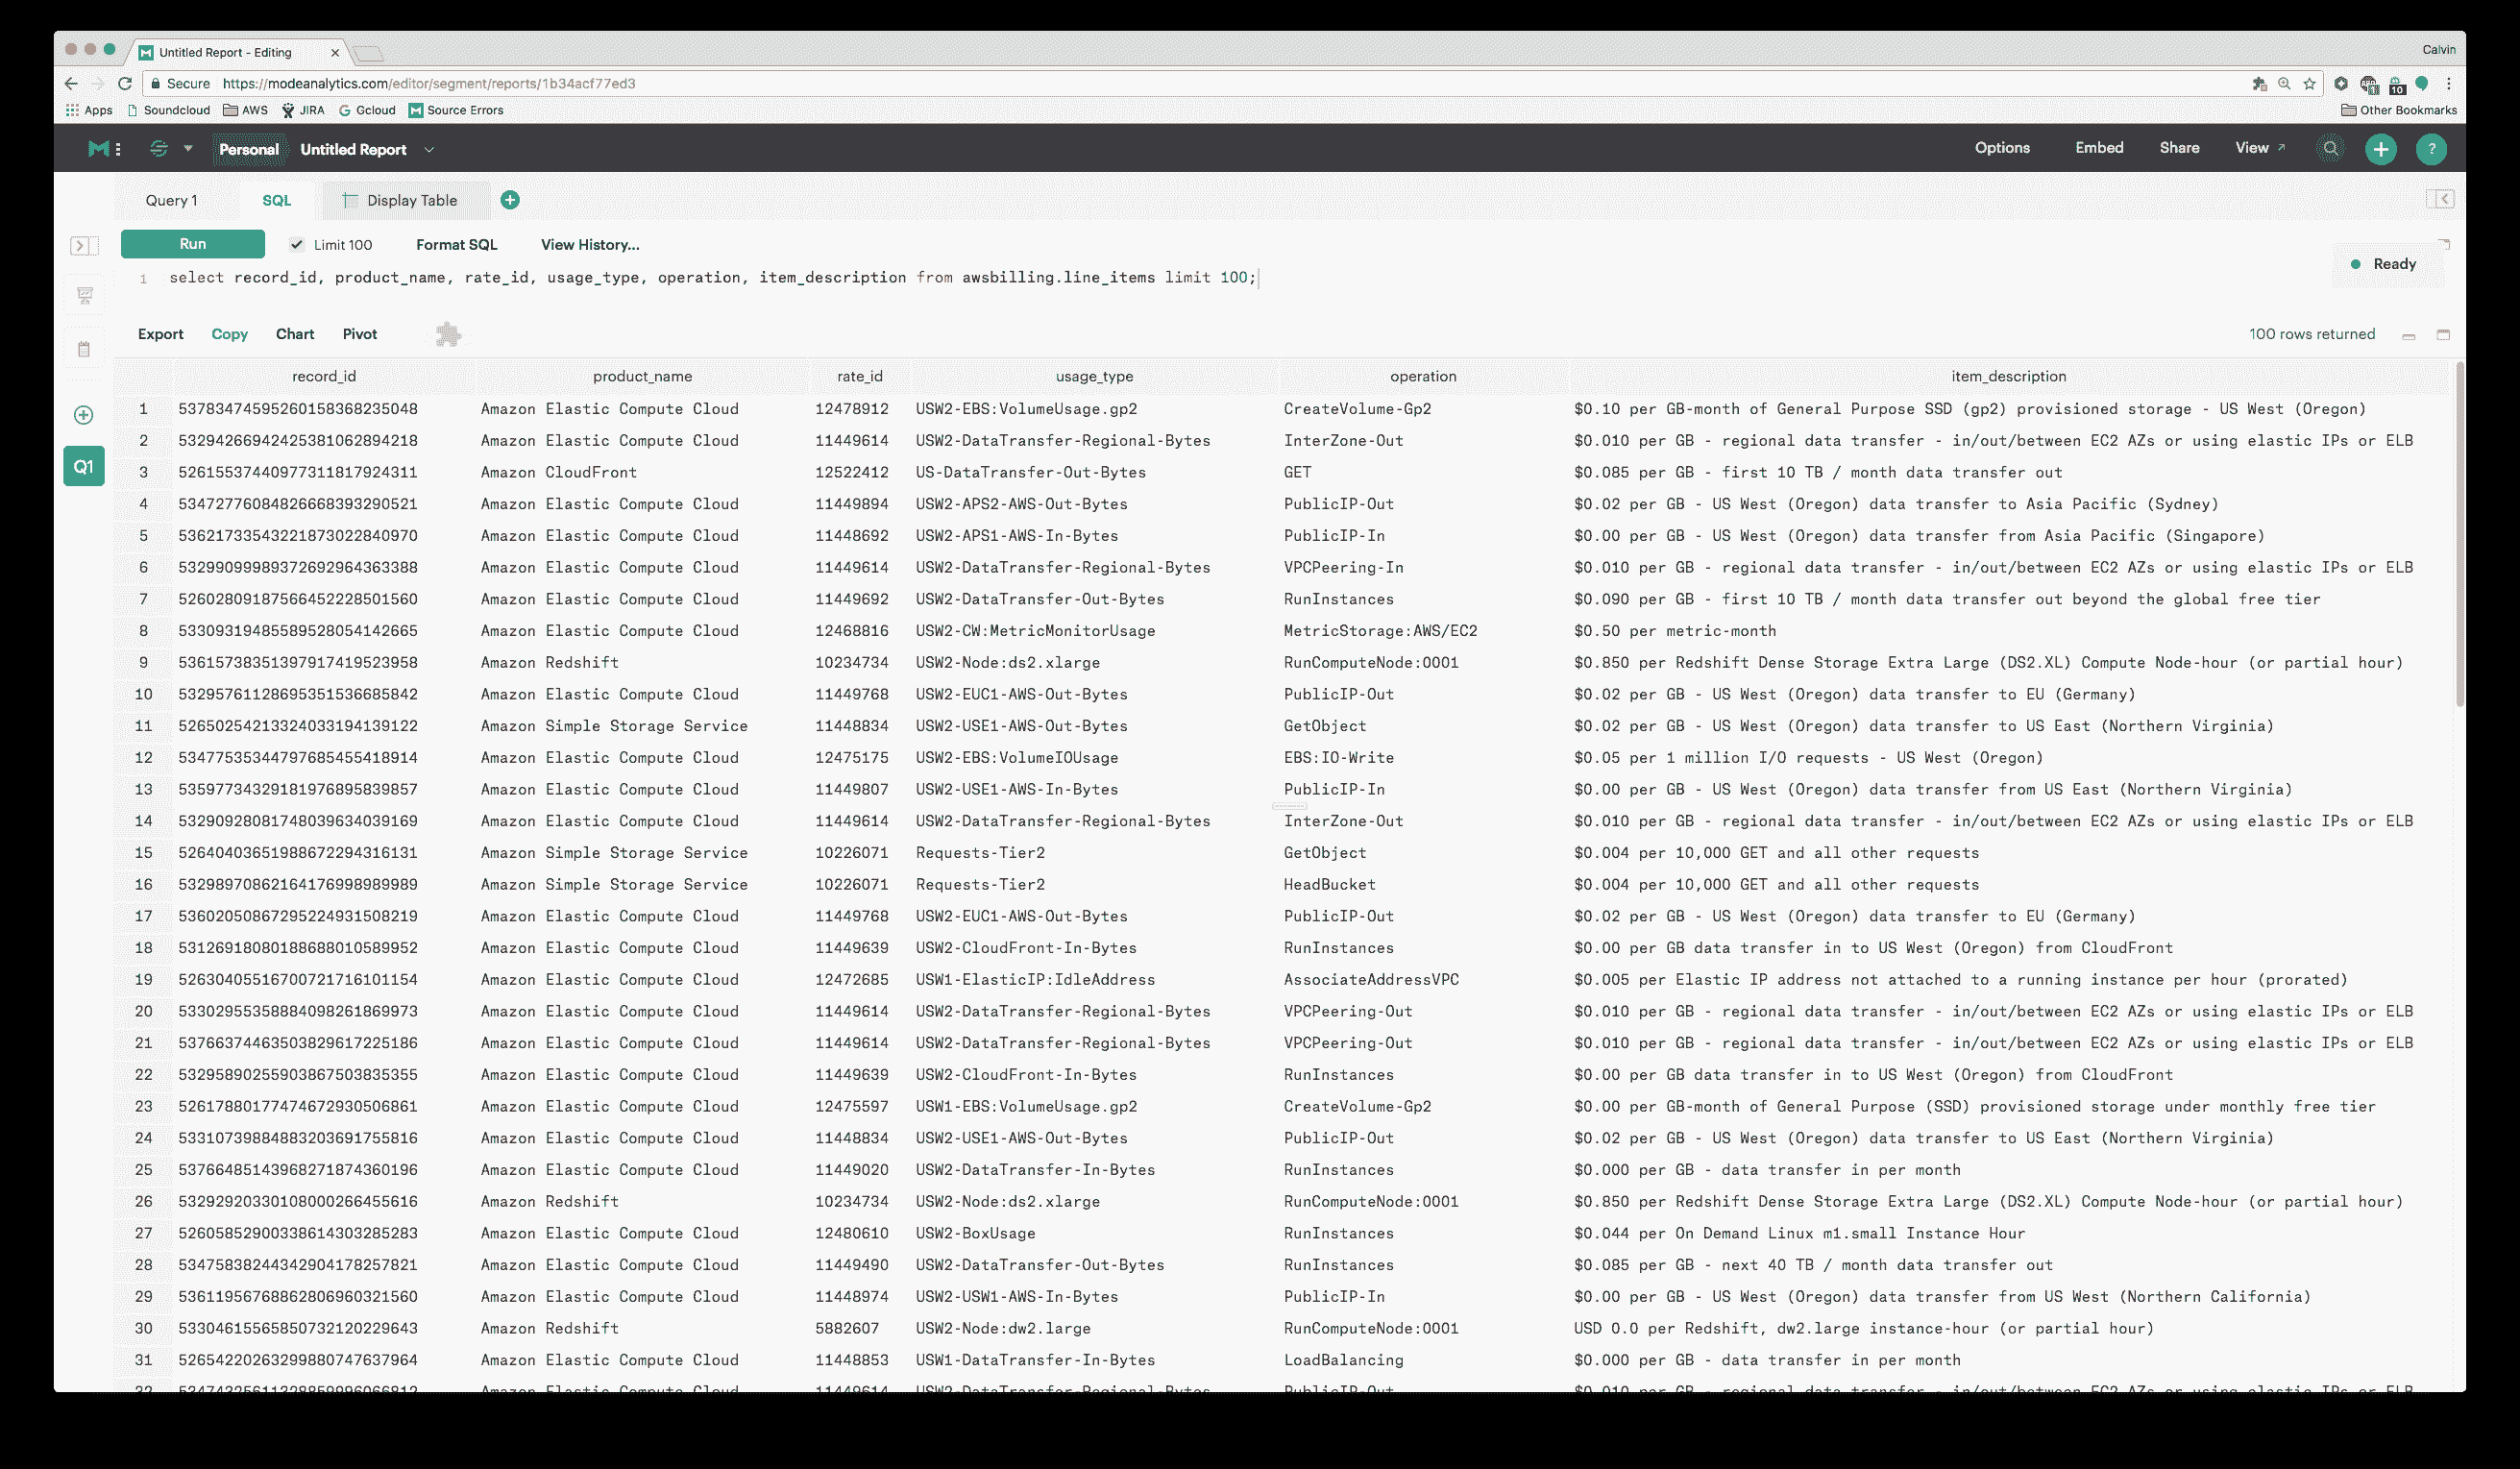 Untitled Report - Editing
Calvin
Secure https://modeanalytics.com/editor/segment/reports/1b34acf77ed3
10
Apps Soundcloud AWS JIRA Gcloud Source Errors Other Bookmarks
Personal Untitled Report Options Embed Share View ?
Query 1 SQL Display Table
Run Limit 100 Format SQL View History...
Ready
1 select record_id, product_name, rate_id, usage_type, operation, item_description from awsbilling.line_items limit 100;
Export Copy Chart Pivot 100 rows returned
Q1
record_id product_name rate_id usage_type operation item_description
1 53783474595260158368235048 Amazon Elastic Compute Cloud 12478912 USW2-EBS:VolumeUsage.gp2 CreateVolume-Gp2 $0.10 per GB-month of General Purpose SSD (gp2) provisioned storage - US West (Oregon)
2 53294266942425381062894218 Amazon Elastic Compute Cloud 11449614 USW2-DataTransfer-Regional-Bytes InterZone-Out $0.010 per GB - regional data transfer - in/out/between EC2 AZs or using elastic IPs or ELB
3 52615537440977311817924311 Amazon CloudFront 12522412 US-DataTransfer-Out-Bytes GET $0.085 per GB - first 10 TB / month data transfer out
4 53472776084826668393290521 Amazon Elastic Compute Cloud 11449894 USW2-APS2-AWS-Out-Bytes PublicIP-Out $0.02 per GB - US West (Oregon) data transfer to Asia Pacific (Sydney)
5 53621733543221873022840970 Amazon Elastic Compute Cloud 11448692 USW2-APS1-AWS-In-Bytes PublicIP-In $0.00 per GB - US West (Oregon) data transfer from Asia Pacific (Singapore)
6 53299099989372692964363388 Amazon Elastic Compute Cloud 11449614 USW2-DataTransfer-Regional-Bytes VPCPeering-In $0.010 per GB - regional data transfer - in/out/between EC2 AZs or using elastic IPs or ELB
7 52602809187566452228501560 Amazon Elastic Compute Cloud 11449692 USW2-DataTransfer-Out-Bytes RunInstances $0.090 per GB - first 10 TB / month data transfer out beyond the global free tier
8 53309319485589528054142665 Amazon Elastic Compute Cloud 12468816 USW2-CW:MetricMonitorUsage MetricStorage:AWS/EC2 $0.50 per metric-month
9 53615738351397917419523958 Amazon Redshift 10234734 USW2-Node:ds2.xlarge RunComputeNode:0001 $0.850 per Redshift Dense Storage Extra Large (DS2.XL) Compute Node-hour (or partial hour)
10 53295761128695351536685842 Amazon Elastic Compute Cloud 11449768 USW2-EUC1-AWS-Out-Bytes PublicIP-Out $0.02 per GB - US West (Oregon) data transfer to EU (Germany)
11 52650254213324033194139122 Amazon Simple Storage Service 11448834 USW2-USE1-AWS-Out-Bytes GetObject $0.02 per GB - US West (Oregon) data transfer to US East (Northern Virginia)
12 53477535344797685455418914 Amazon Elastic Compute Cloud 12475175 USW2-EBS:VolumeIOUsage EBS:IO-Write $0.05 per 1 million I/O requests - US West (Oregon)
13 53597734329181976895839857 Amazon Elastic Compute Cloud 11449807 USW2-USE1-AWS-In-Bytes PublicIP-In $0.00 per GB - US West (Oregon) data transfer from US East (Northern Virginia)
14 53290928081748039634039169 Amazon Elastic Compute Cloud 11449614 USW2-DataTransfer-Regional-Bytes InterZone-Out $0.010 per GB - regional data transfer - in/out/between EC2 AZs or using elastic IPs or ELB
15 52640403651988672294316131 Amazon Simple Storage Service 10226071 Requests-Tier2 GetObject $0.004 per 10,000 GET and all other requests
16 53298970862164176998989989 Amazon Simple Storage Service 10226071 Requests-Tier2 HeadBucket $0.004 per 10,000 GET and all other requests
17 53602050867295224931508219 Amazon Elastic Compute Cloud 11449768 USW2-EUC1-AWS-Out-Bytes PublicIP-Out $0.02 per GB - US West (Oregon) data transfer to EU (Germany)
18 53126918080188688010589952 Amazon Elastic Compute Cloud 11449639 USW2-CloudFront-In-Bytes RunInstances $0.00 per GB data transfer in to US West (Oregon) from CloudFront
19 52630405516700721716101154 Amazon Elastic Compute Cloud 12472685 USW1-ElasticIP:IdleAddress AssociateAddressVPC $0.005 per Elastic IP address not attached to a running instance per hour (prorated)
20 53302955358884098261869973 Amazon Elastic Compute Cloud 11449614 USW2-DataTransfer-Regional-Bytes VPCPeering-Out $0.010 per GB - regional data transfer - in/out/between EC2 AZs or using elastic IPs or ELB
21 53766374463503829617225186 Amazon Elastic Compute Cloud 11449614 USW2-DataTransfer-Regional-Bytes VPCPeering-Out $0.010 per GB - regional data transfer - in/out/between EC2 AZs or using elastic IPs or ELB
22 53295890255903867503835355 Amazon Elastic Compute Cloud 11449639 USW2-CloudFront-In-Bytes RunInstances $0.00 per GB data transfer in to US West (Oregon) from CloudFront
23 52617880177474672930506861 Amazon Elastic Compute Cloud 12475597 USW1-EBS:VolumeUsage.gp2 CreateVolume-Gp2 $0.00 per GB-month of General Purpose (SSD) provisioned storage under monthly free tier
24 53310739884883203691755816 Amazon Elastic Compute Cloud 11448834 USW2-USE1-AWS-Out-Bytes PublicIP-Out $0.02 per GB - US West (Oregon) data transfer to US East (Northern Virginia)
25 53766485143968271874360196 Amazon Elastic Compute Cloud 11449020 USW2-DataTransfer-In-Bytes RunInstances $0.000 per GB - data transfer in per month
26 53292920330108000266455616 Amazon Redshift 10234734 USW2-Node:ds2.xlarge RunComputeNode:0001 $0.850 per Redshift Dense Storage Extra Large (DS2.XL) Compute Node-hour (or partial hour)
27 52605852900338614303285283 Amazon Elastic Compute Cloud 12480610 USW2-BoxUsage RunInstances $0.044 per On Demand Linux m1.small Instance Hour
28 53475838244342904178257821 Amazon Elastic Compute Cloud 11449490 USW2-DataTransfer-Out-Bytes RunInstances $0.085 per GB - next 40 TB / month data transfer out
29 53611956768862806960321560 Amazon Elastic Compute Cloud 11448974 USW2-USW1-AWS-In-Bytes PublicIP-In $0.00 per GB - US West (Oregon) data transfer from US West (Northern California)
30 53304615565850732120229643 Amazon Redshift 5882607 USW2-Node:dw2.large RunComputeNode:0001 USD 0.0 per Redshift, dw2.large instance-hour (or partial hour)
31 52654220263299880747637964 Amazon Elastic Compute Cloud 11448853 USW1-DataTransfer-In-Bytes LoadBalancing $0.000 per GB - data transfer in per month
32 Amazon Elastic Compute Cloud 11449614 USW2-DataTransfer-Regional-Bytes PublicIP-Out $0.010 per GB - regional data transfer - in/out/between EC2 AZs or using elastic IPs or ELB